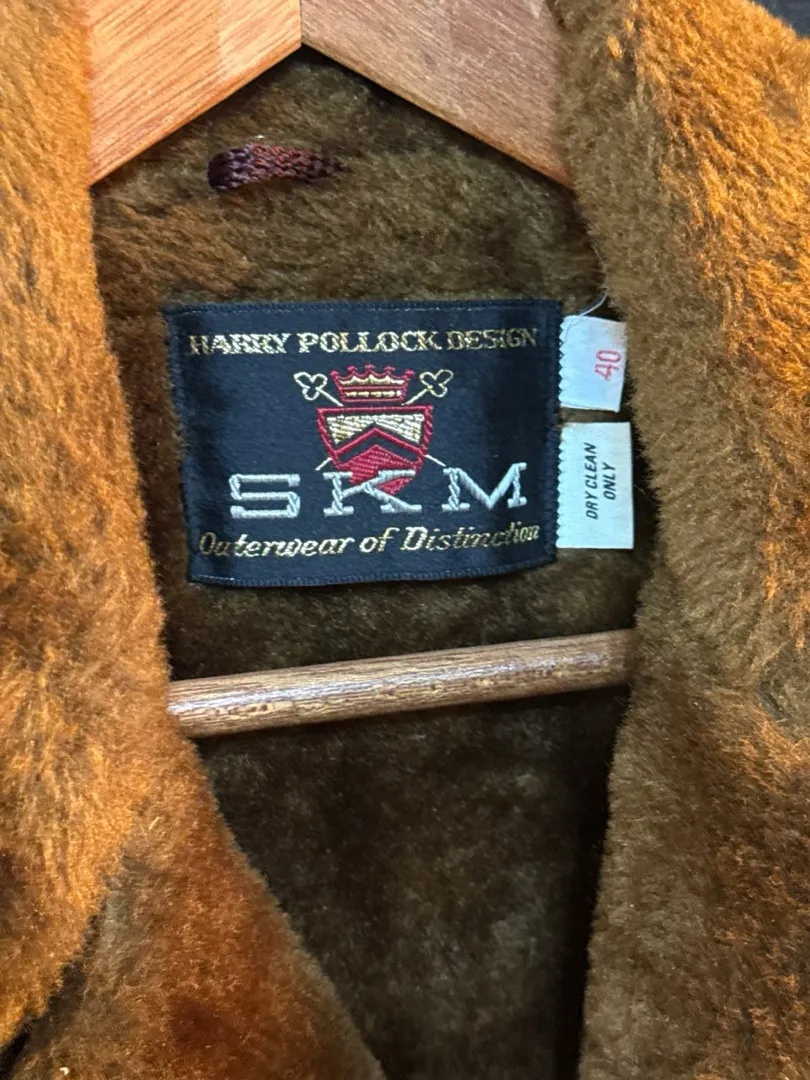 HARRY POLLOCK DESIGN
SKM
Outerwear of Distinction
40
DRY CLEAN
ONLY